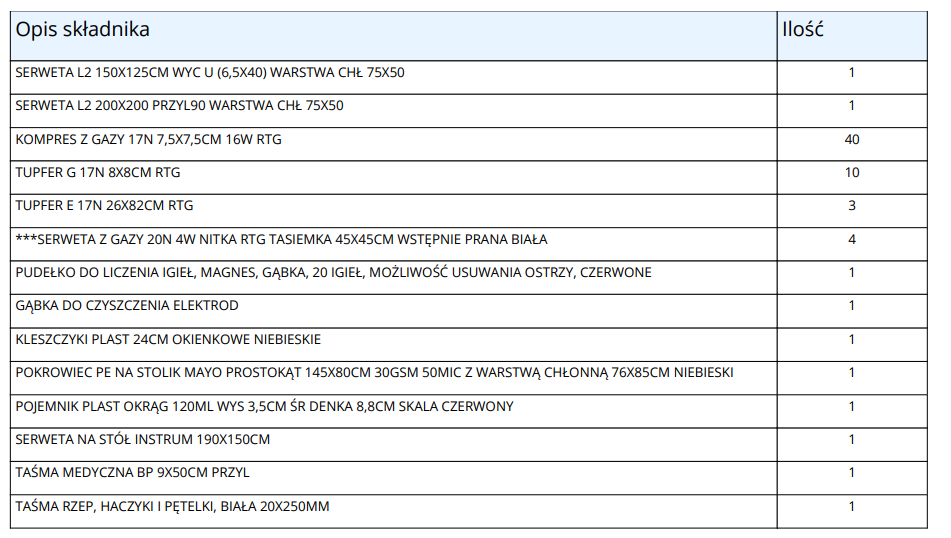 Opis składnika Ilość
SERWETA L2 150X125CM WYC U (6,5X40) WARSTWA CHŁ 75X50 1
SERWETA L2 200X200 PRZYL90 WARSTWA CHŁ 75X50 1
KOMPRES Z GAZY 17N 7,5X7,5CM 16W RTG 40
TUPFER G 17N 8X8CM RTG 10
TUPFER E 17N 26X82CM RTG 3
***SERWETA Z GAZY 20N 4W NITKA RTG TASIEMKA 45X45CM WSTĘPNIE PRANA BIAŁA 4
PUDEŁKO DO LICZENIA IGIEŁ, MAGNES, GĄBKA, 20 IGIEŁ, MOŻLIWOŚĆ USUWANIA OSTRZY, CZERWONE 1
GĄBKA DO CZYSZCZENIA ELEKTROD 1
KLESZCZYKI PLAST 24CM OKIENKOWE NIEBIESKIE 1
POKROWIEC PE NA STOLIK MAYO PROSTOKĄT 145X80CM 30GSM 50MIC Z WARSTWĄ CHŁONNĄ 76X85CM NIEBIESKI 1
POJEMNIK PLAST OKRĄG 120ML WYS 3,5CM ŚR DENKA 8,8CM SKALA CZERWONY 1
SERWETA NA STÓŁ INSTRUM 190X150CM 1
TAŚMA MEDYCZNA BP 9X50CM PRZYL 1
TAŚMA RZEP, HACZYKI I PĘTELKI, BIAŁA 20X250MM 1